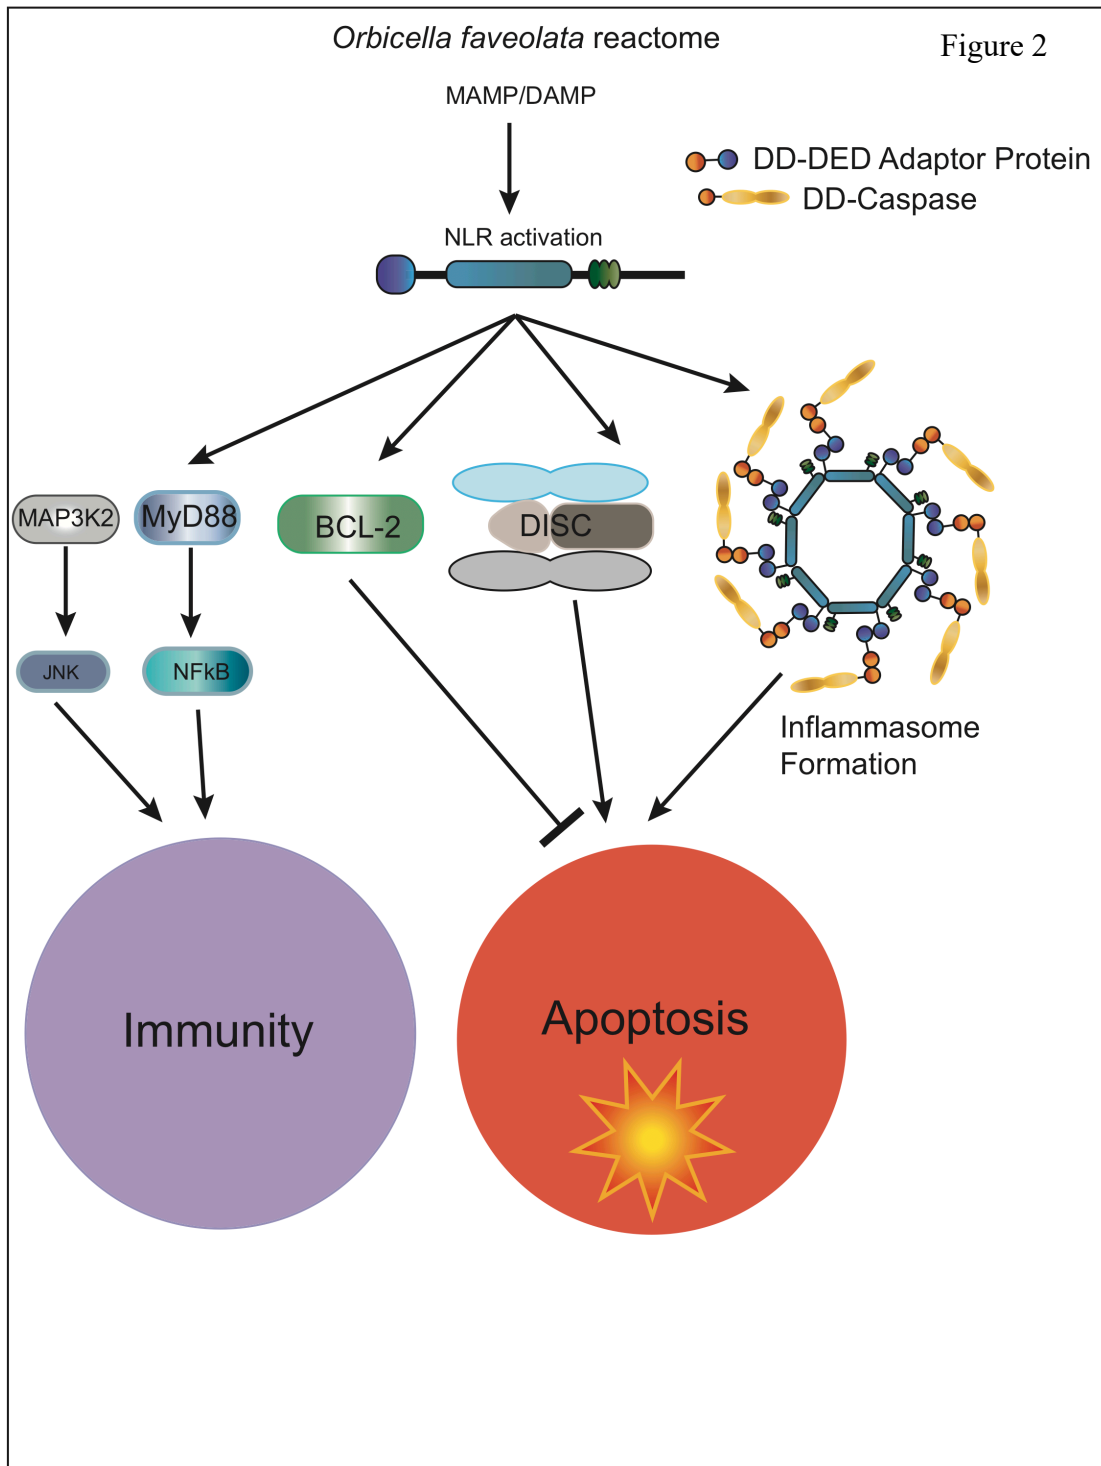 Orbicella faveolata reactome
Figure 2
MAMP/DAMP
DD-DED Adaptor Protein
DD-Caspase
NLR activation
MAP3K2
MyD88
BCL-2
DISC
JNK
NFkB
Inflammasome
Formation
Immunity
Apoptosis